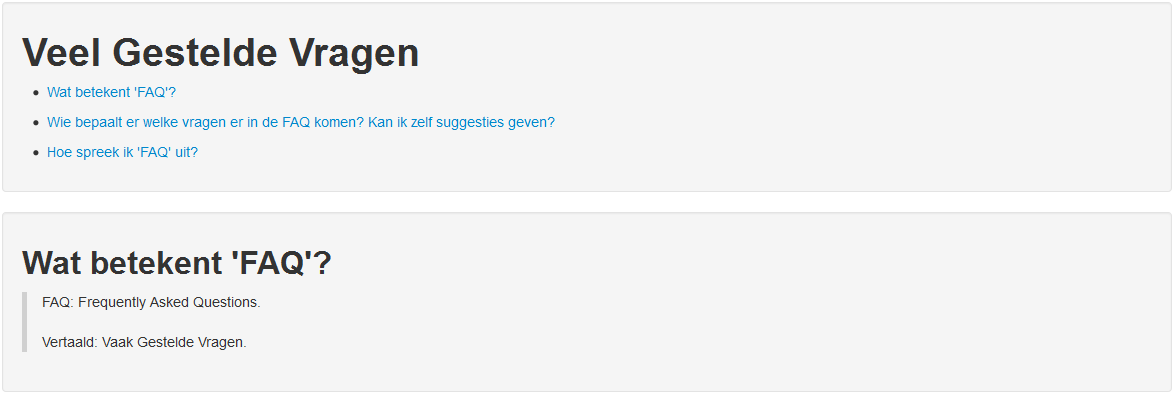 Veel Gestelde Vragen
Wat betekent 'FAQ'?
Wie bepaalt er welke vragen er in de FAQ komen? Kan ik zelf suggesties geven?
Hoe spreek ik 'FAQ' uit?
Wat betekent 'FAQ'?
FAQ: Frequently Asked Questions.
Vertaald: Vaak Gestelde Vragen.